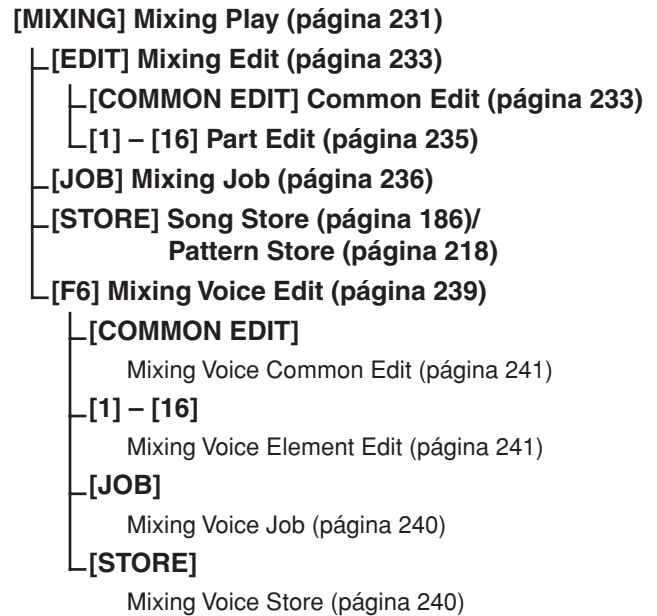 [MIXING] Mixing Play (página 231)
[EDIT] Mixing Edit (página 233)
[COMMON EDIT] Common Edit (página 233)
[1] – [16] Part Edit (página 235)
[JOB] Mixing Job (página 236)
[STORE] Song Store (página 186)/
Pattern Store (página 218)
[F6] Mixing Voice Edit (página 239)
[COMMON EDIT]
Mixing Voice Common Edit (página 241)
[1] – [16]
Mixing Voice Element Edit (página 241)
[JOB]
Mixing Voice Job (página 240)
[STORE]
Mixing Voice Store (página 240)